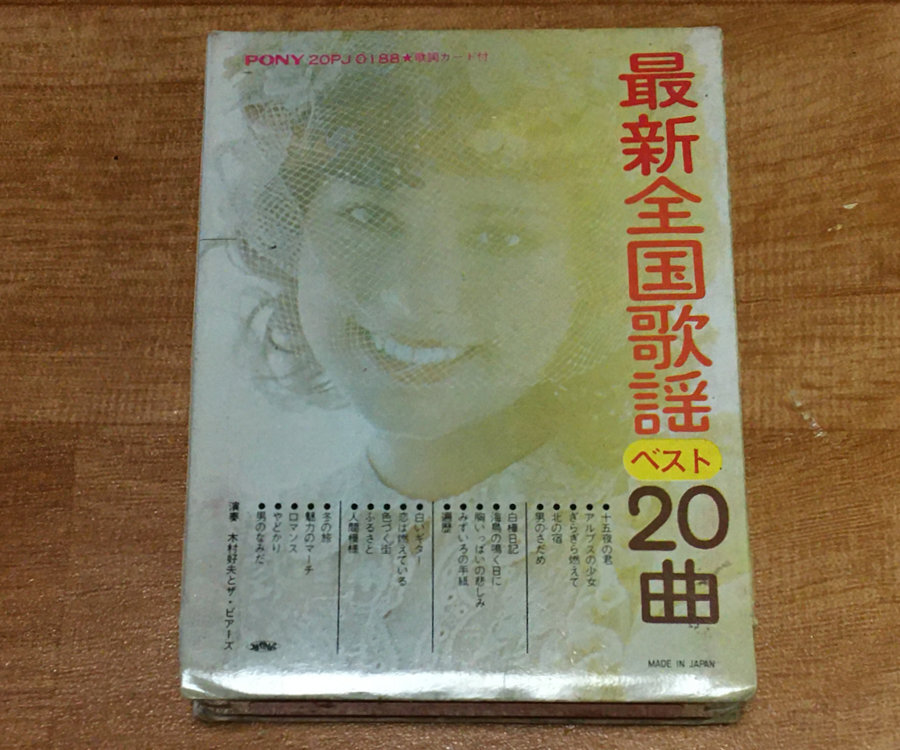 PONY 20PJ 0188★歌詞カード付
最新全国歌謡
ベスト
20曲
●十五夜の君
●アルプスの少女
●ぎらぎら燃えて
●北の宿
●男のさだめ
●白樺日記
●海鳥の鳴く日に
●胸いっぱいの悲しみ
●みずいろの手紙
●遍歴
●白いギター
●恋は燃えている
●色づく街
●ふるさと
●人間模様
●冬の旅
●魅力のマーチ
●ロマンス
●やどかり
●男のなみだ
演奏 木村好夫とザ・ビアーズ
MADE IN JAPAN